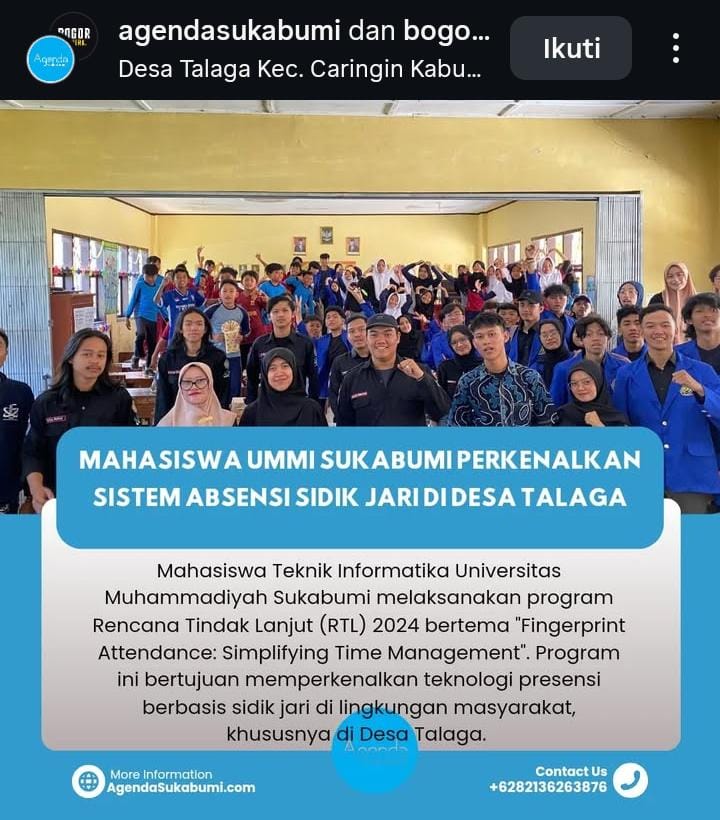 agendasukabumi dan bogo...
Ikuti
Desa Talaga Kec. Caringin Kabu...
BOGOR
Agenda
MAHASISWA UMMI SUKABUMI PERKENALKAN
SISTEM ABSENSI SIDIK JARI DI DESA TALAGA
Mahasiswa Teknik Informatika Universitas
Muhammadiyah Sukabumi melaksanakan program
Rencana Tindak Lanjut (RTL) 2024 bertema "Fingerprint
Attendance: Simplifying Time Management". Program
ini bertujuan memperkenalkan teknologi presensi
berbasis sidik jari di lingkungan masyarakat,
khususnya di Desa Talaga.
Agenda
More Information
AgendaSukabumi.com
Contact Us
+6282136263876